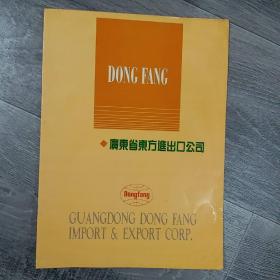 DONG FANG
廣東省東方進出口公司
DongFang
GUANGDONG DONG FANG
IMPORT & EXPORT CORP.